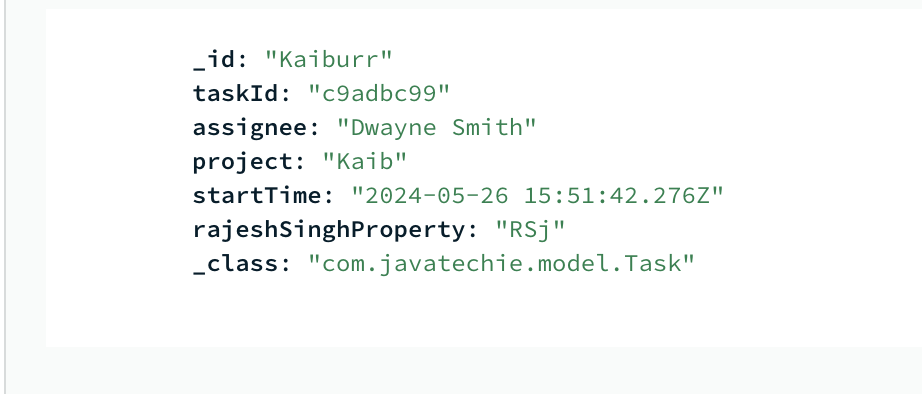 _id: "Kaiburr"
taskId: "c9adbc99"
assignee: "Dwayne Smith"
project: "Kaib"
startTime: "2024-05-26 15:51:42.276Z"
rajeshSinghProperty: "RSj"
_class: "com.javatechie.model.Task"